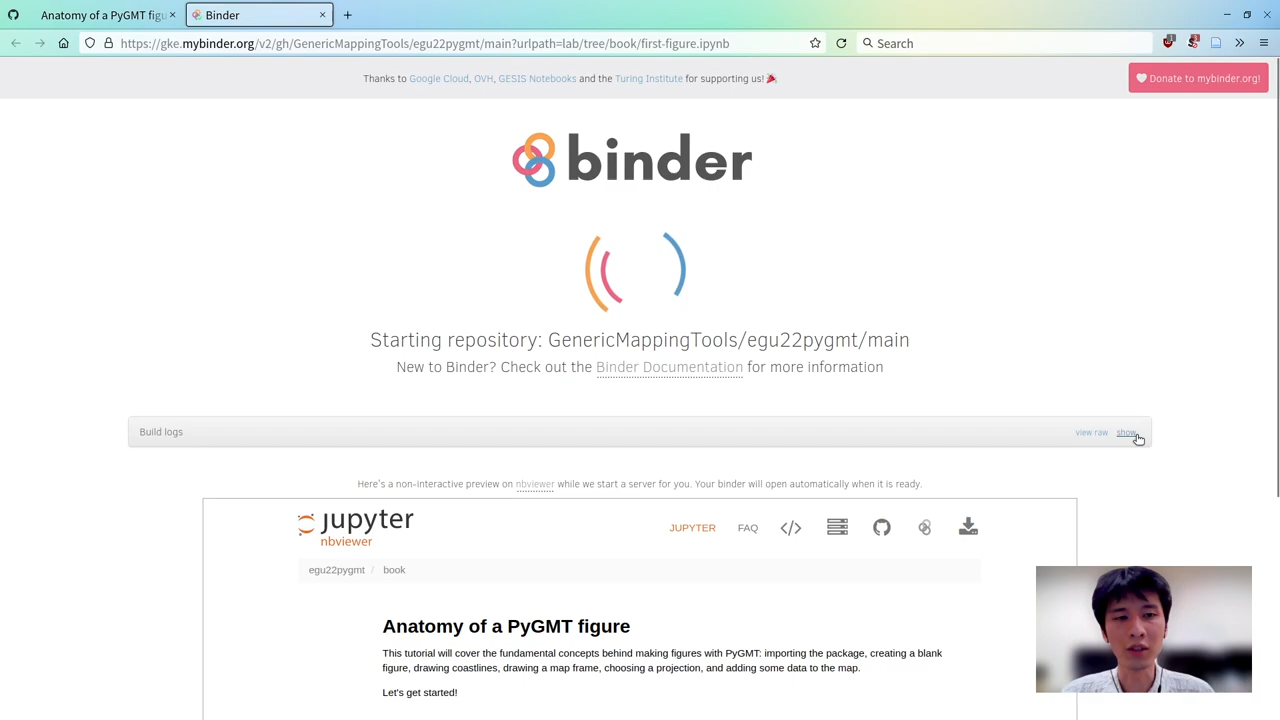 Anatomy of a PyGMT figu
Binder
https://gke.mybinder.org/v2/gh/GenericMappingTools/egu22pygmt/main?urlpath=lab/tree/book/first-figure.ipynb
Search
Thanks to Google Cloud, OVH, GESIS Notebooks and the Turing Institute for supporting us!
Donate to mybinder.org!
binder
Starting repository: GenericMappingTools/egu22pygmt/main
New to Binder? Check out the Binder Documentation for more information
Build logs
view raw show
Here's a non-interactive preview on nbviewer while we start a server for you. Your binder will open automatically when it is ready.
jupyter
nbviewer
JUPYTER FAQ </>
egu22pygmt / book
Anatomy of a PyGMT figure
This tutorial will cover the fundamental concepts behind making figures with PyGMT: importing the package, creating a blank
figure, drawing coastlines, drawing a map frame, choosing a projection, and adding some data to the map.
Let's get started!